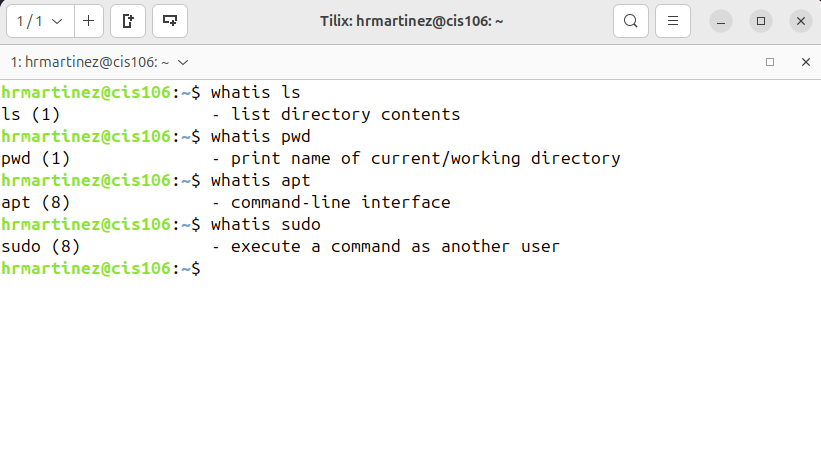 1 / 1
Tilix: hrmartinez@cis106: ~
1: hrmartinez@cis106: ~
hrmartinez@cis106:~$ whatis ls
ls (1)               - list directory contents
hrmartinez@cis106:~$ whatis pwd
pwd (1)              - print name of current/working directory
hrmartinez@cis106:~$ whatis apt
apt (8)              - command-line interface
hrmartinez@cis106:~$ whatis sudo
sudo (8)             - execute a command as another user
hrmartinez@cis106:~$